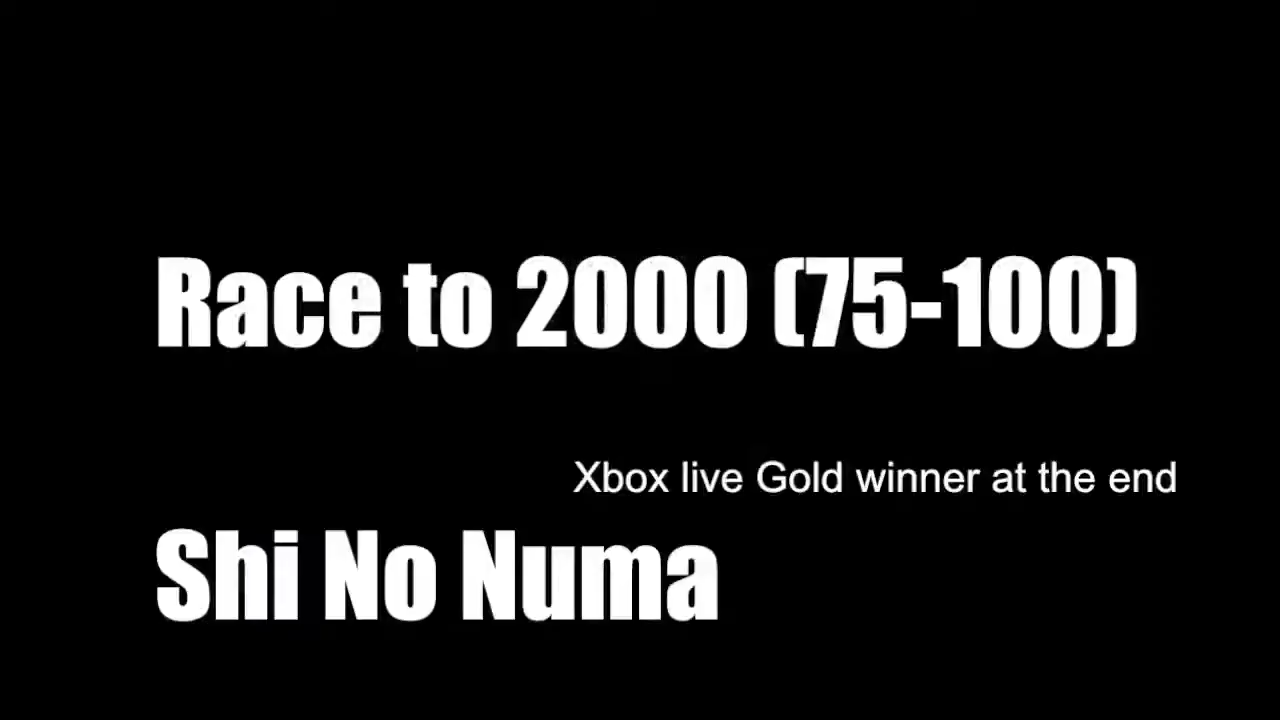 Race to 2000 (75-100)
Xbox live Gold winner at the end
Shi No Numa